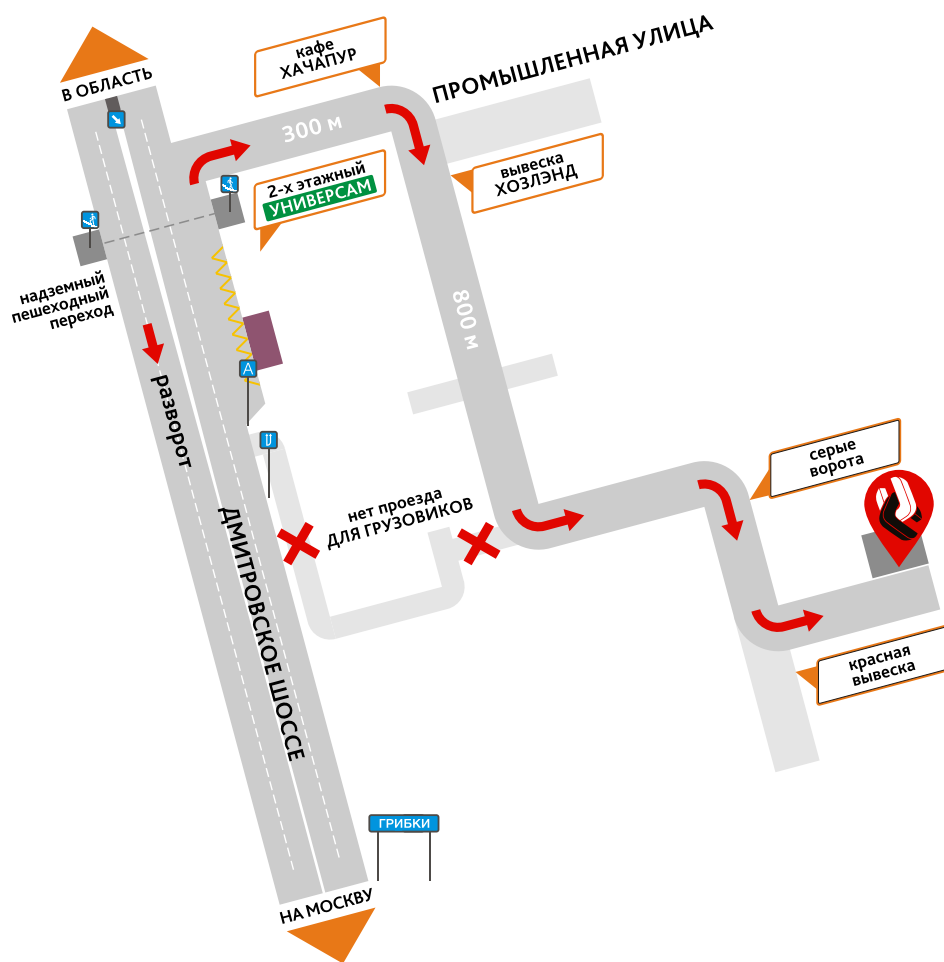 В ОБЛАСТЬ
кафе
ХАЧАПУР
ПРОМЫШЛЕННАЯ УЛИЦА
300 м
вывеска
ХОЗЛЭНД
2-х этажный
УНИВЕРСАМ
надземный
пешеходный
переход
800 м
А
разворот
ДМИТРОВСКОЕ ШОССЕ
нет проезда
ДЛЯ ГРУЗОВИКОВ
серые
ворота
красная
вывеска
ГРИБКИ
НА МОСКВУ